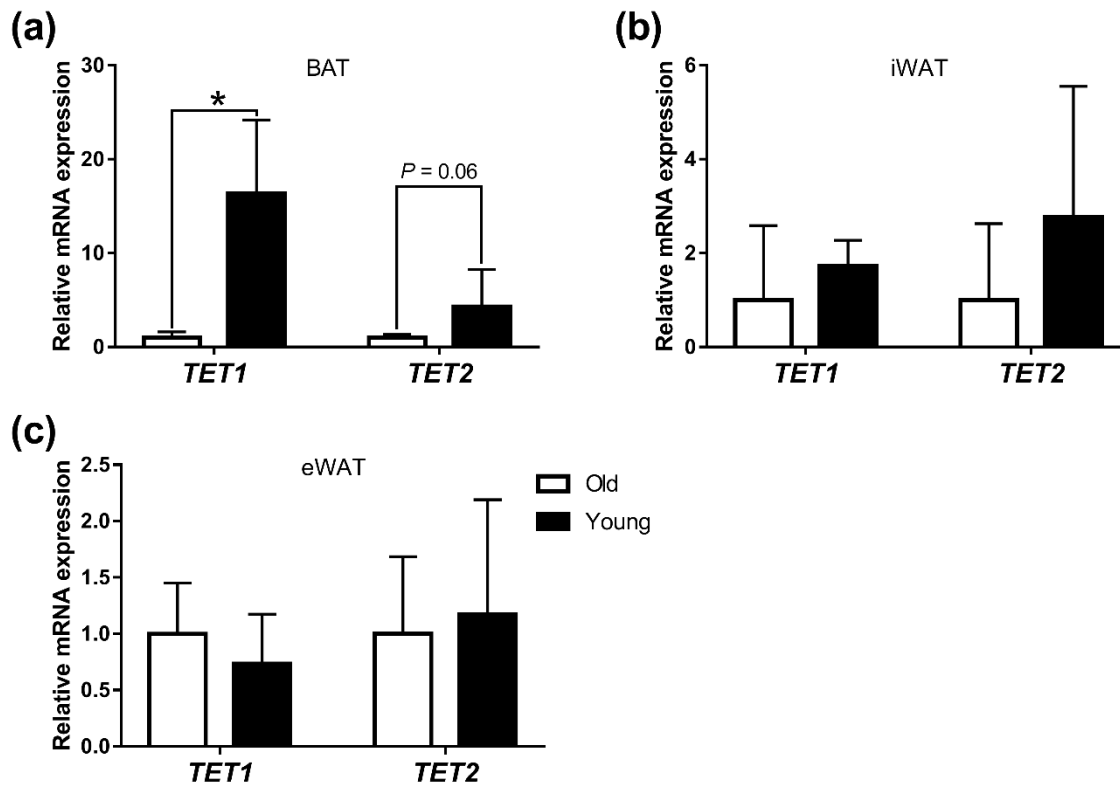 (a)
BAT
Relative mRNA expression
30
20
10
0
*
P = 0.06
TET1
TET2
(b)
iWAT
Relative mRNA expression
6
4
2
0
TET1
TET2
(c)
eWAT
Relative mRNA expression
2.5
2.0
1.5
1.0
0.5
0.0
TET1
TET2
Old
Young